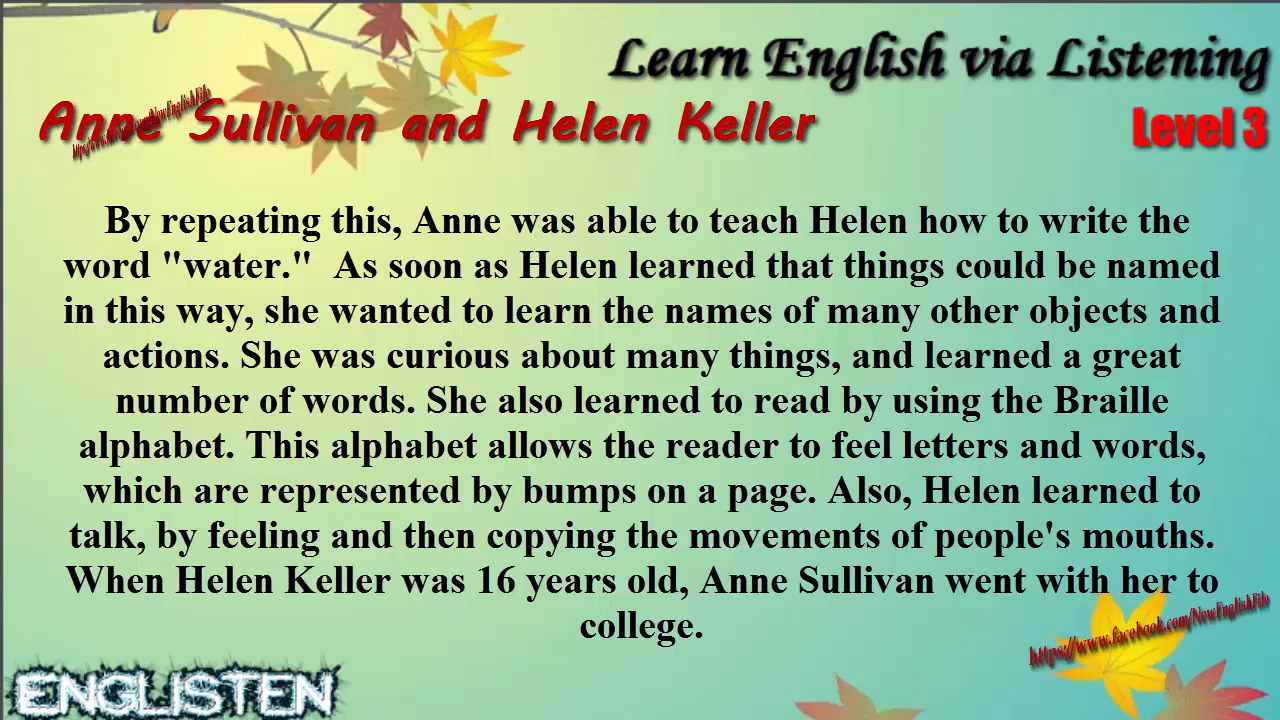 Learn English via Listening
Anne Sullivan and Helen Keller
Level 3
By repeating this, Anne was able to teach Helen how to write the
word "water."  As soon as Helen learned that things could be named
in this way, she wanted to learn the names of many other objects and
actions. She was curious about many things, and learned a great
number of words. She also learned to read by using the Braille
alphabet. This alphabet allows the reader to feel letters and words,
which are represented by bumps on a page. Also, Helen learned to
talk, by feeling and then copying the movements of people's mouths.
When Helen Keller was 16 years old, Anne Sullivan went with her to
college.
https://www.facebook.com/NewEnglishFilo
ENGLISTEN